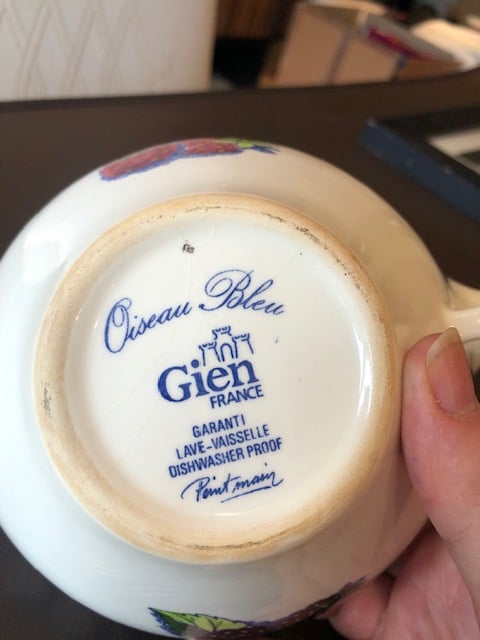 Oiseau Bleu
Gien
FRANCE
GARANTI
LAVE-VAISSELLE
DISHWASHER PROOF
Peint main